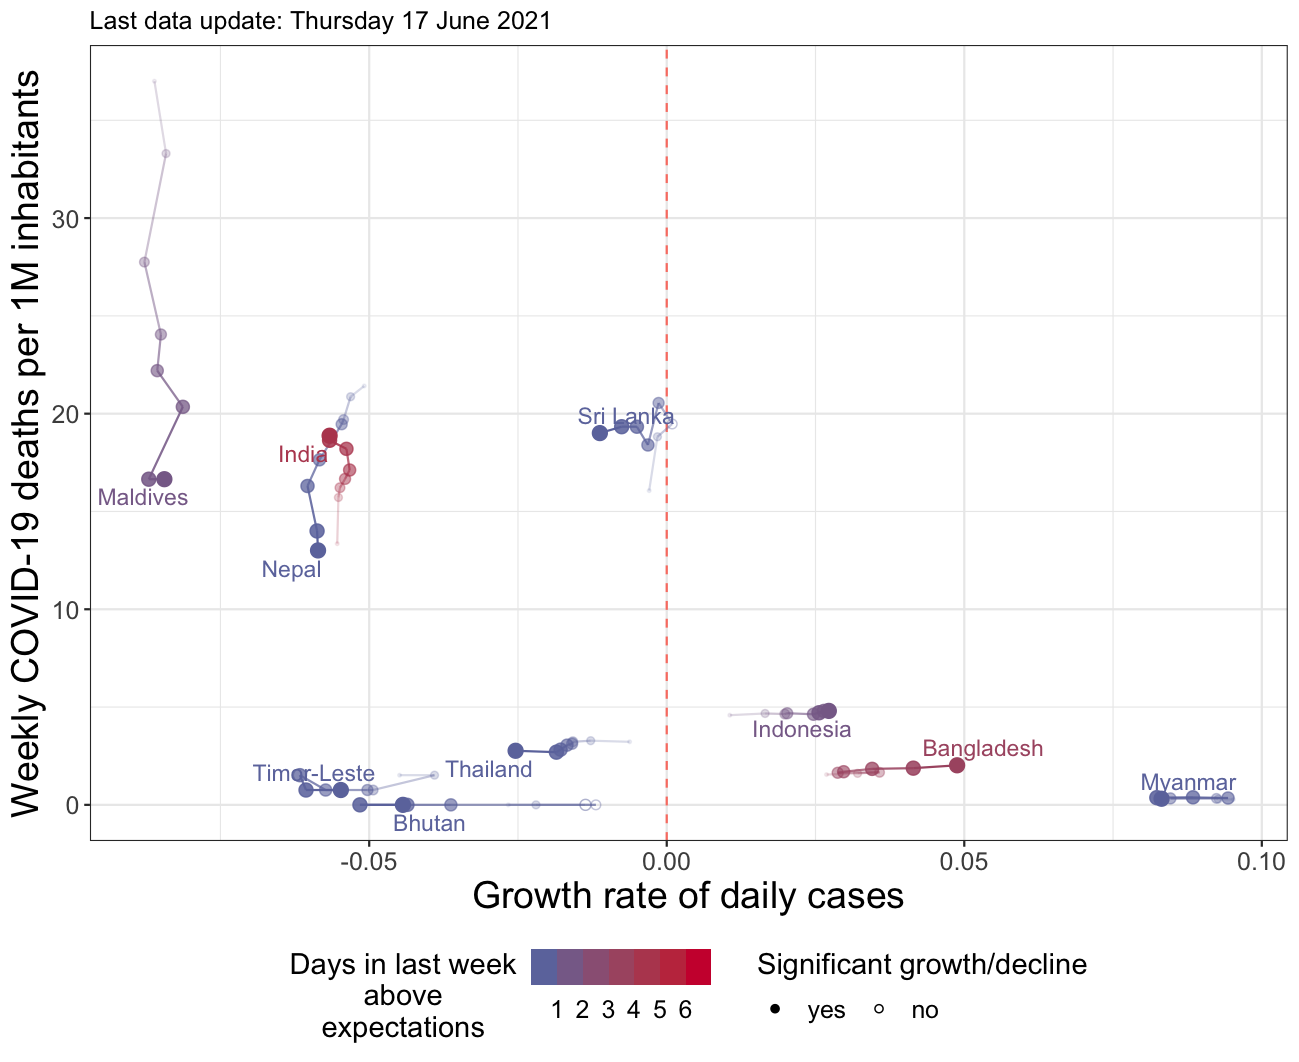 Last data update: Thursday 17 June 2021
Weekly COVID-19 deaths per 1M inhabitants
30
20
10
0
Maldives
India
Nepal
Sri Lanka
Timor-Leste
Thailand
Bhutan
Indonesia
Bangladesh
Myanmar
-0.05
0.00
0.05
0.10
Growth rate of daily cases
Days in last week
above
expectations
1 2 3 4 5 6
Significant growth/decline
yes
no